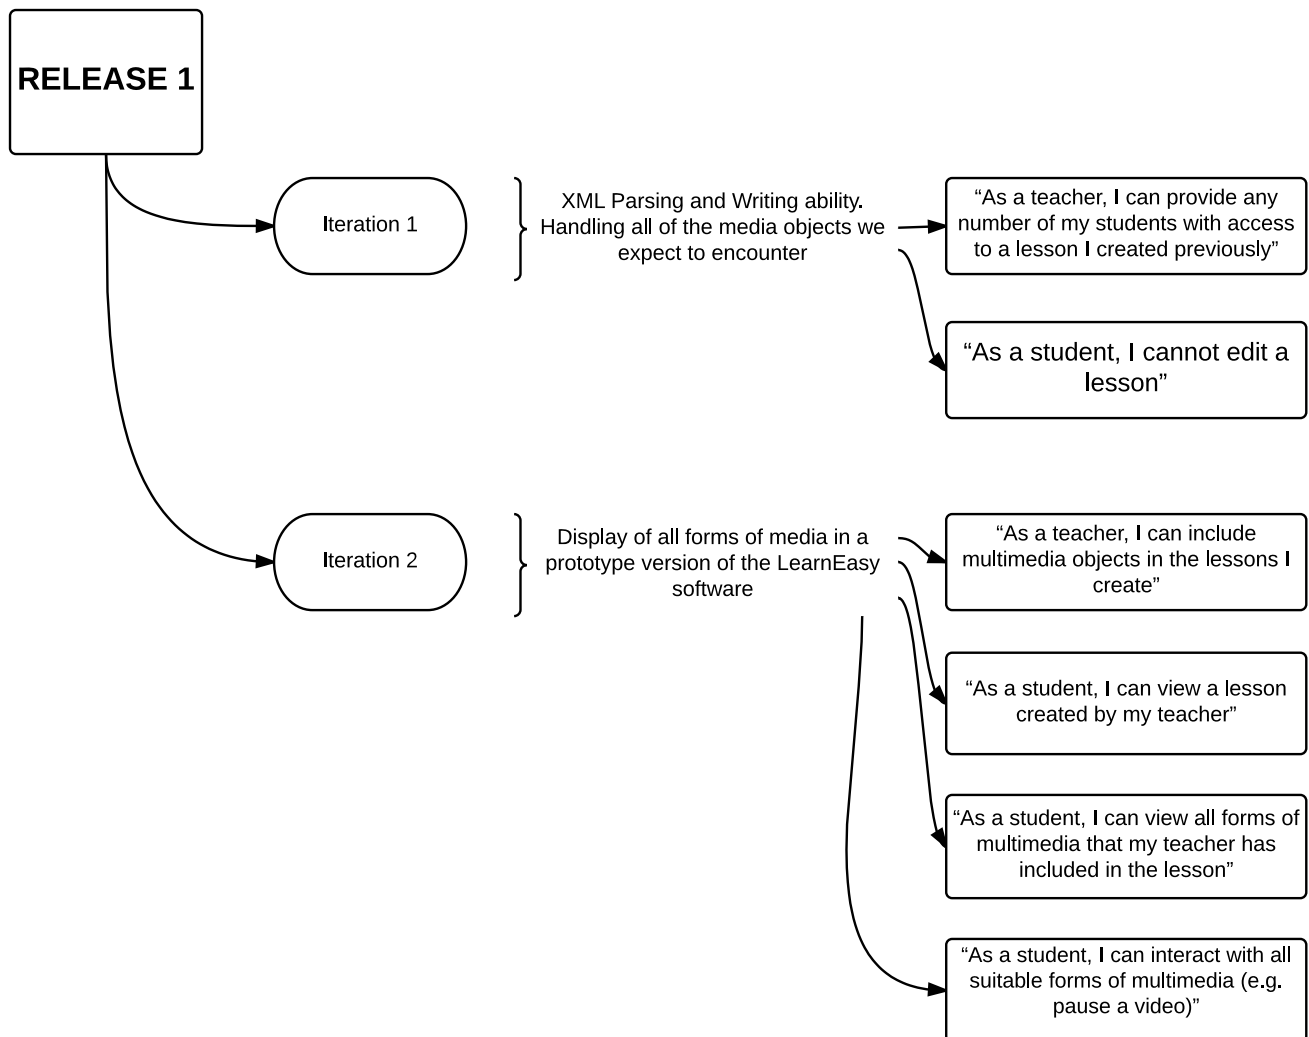 RELEASE 1
Iteration 1
XML Parsing and Writing ability.
Handling all of the media objects we
expect to encounter
“As a teacher, I can provide any
number of my students with access
to a lesson I created previously”
“As a student, I cannot edit a
lesson”
Iteration 2
Display of all forms of media in a
prototype version of the LearnEasy
software
“As a teacher, I can include
multimedia objects in the lessons I
create”
“As a student, I can view a lesson
created by my teacher”
“As a student, I can view all forms of
multimedia that my teacher has
included in the lesson”
“As a student, I can interact with all
suitable forms of multimedia (e.g.
pause a video)”